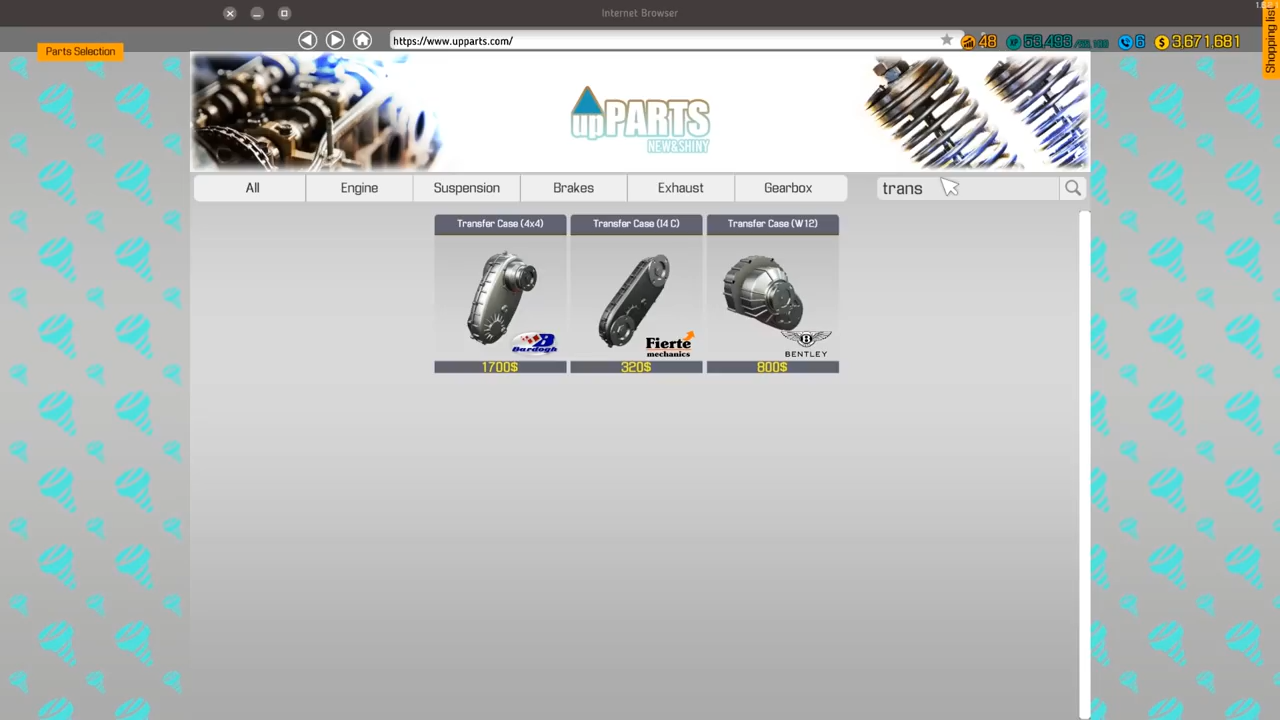 Internet Browser
Parts Selection
https://www.upparts.com/
48
6
3,671,681
Shopping list
upPARTS
NEW&SHINY
All
Engine
Suspension
Brakes
Exhaust
Gearbox
trans
Transfer Case (4x4)
Transfer Case (I4 C)
Transfer Case (W12)
Bardogh
Fierté
mechanics
B
BENTLEY
1700$
320$
800$